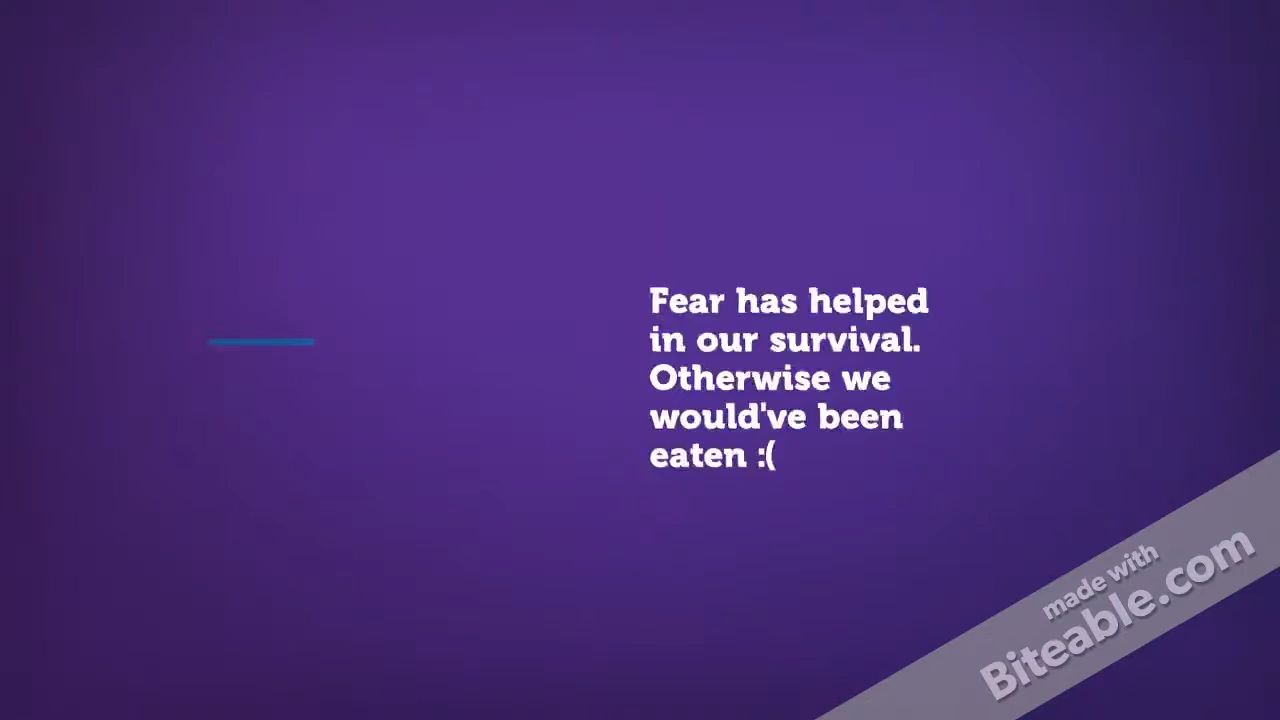 Fear has helped
in our survival.
Otherwise we
would've been
eaten :(
made with
Biteable.com